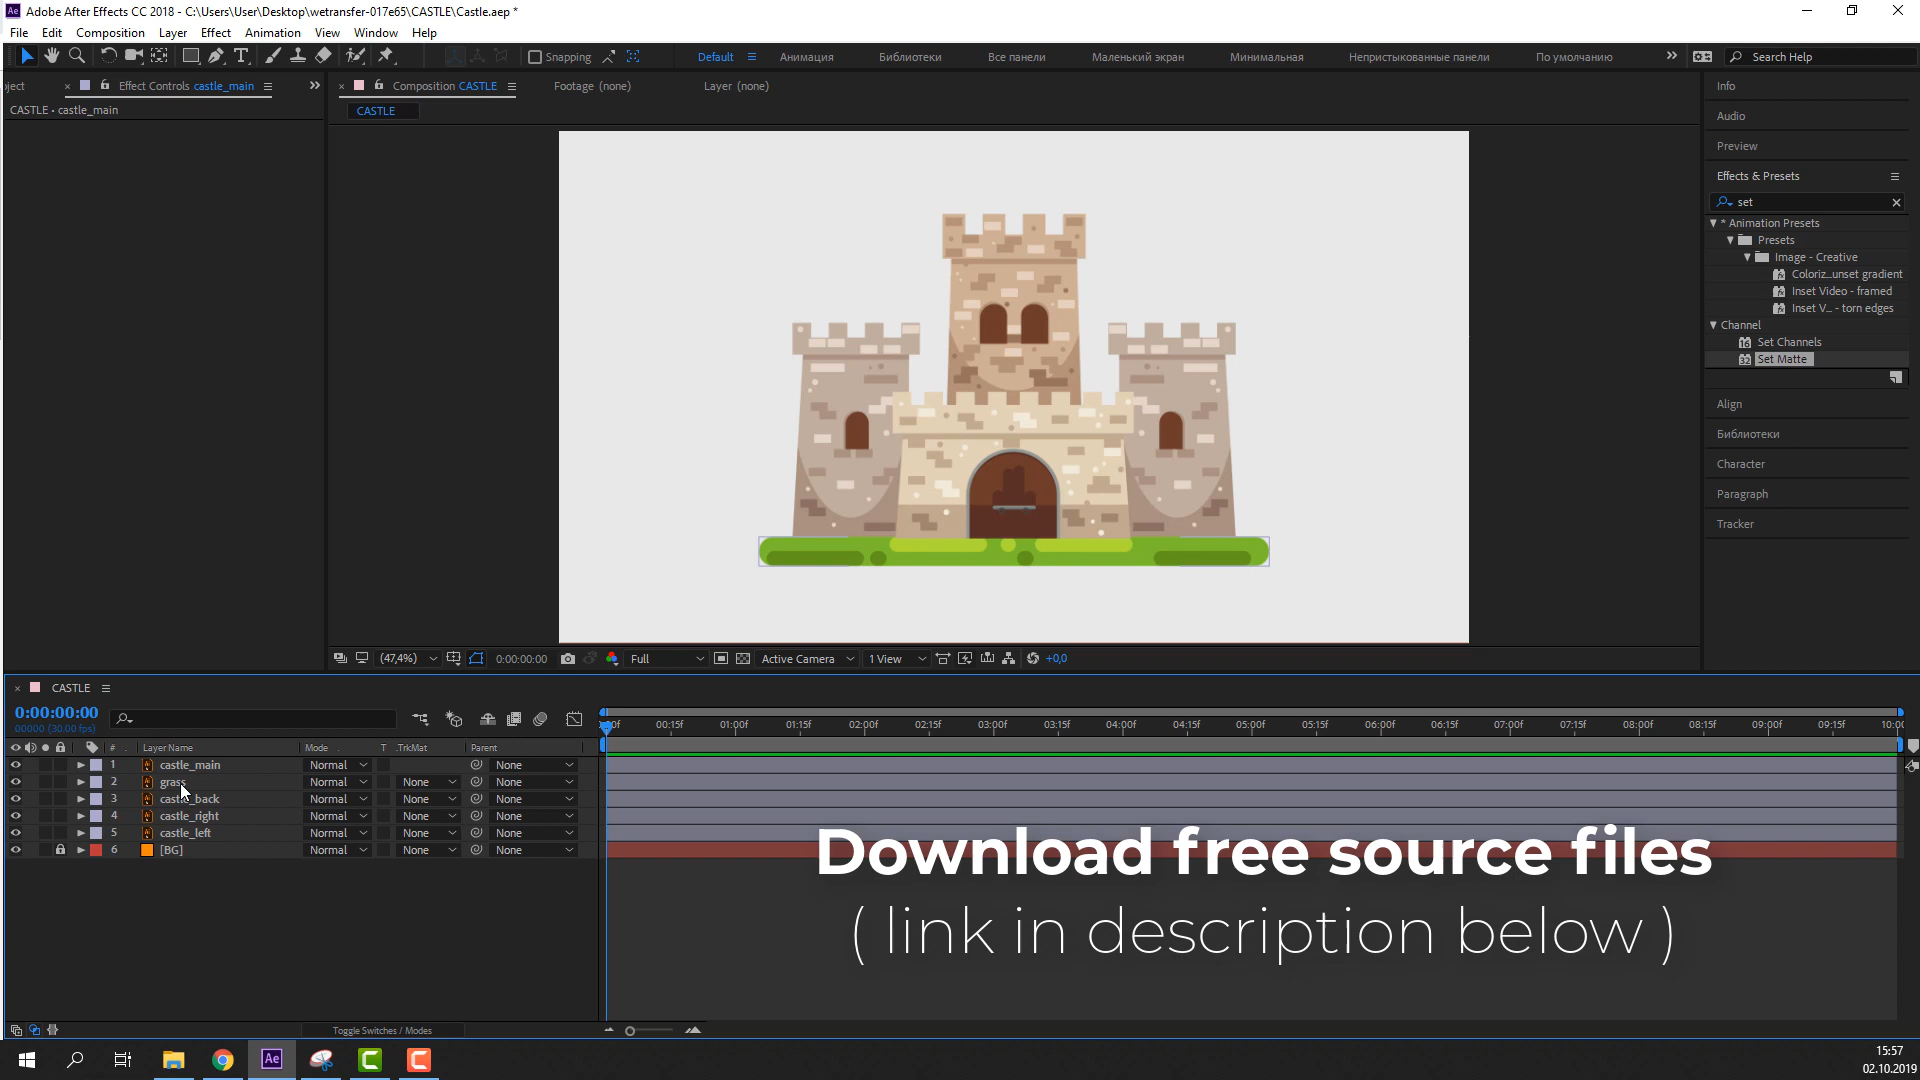 Adobe After Effects CC 2018 - C:\Users\User\Desktop\wetransfer-017e65\CASTLE\Castle.aep *
File Edit Composition Layer Effect Animation View Window Help
Snapping Default Анимация Библиотеки Все панели Маленький экран Минимальная Непристыкованные панели По умолчанию Search Help
ject Effect Controls castle_main Composition CASTLE Footage (none) Layer (none) Info
CASTLE • castle_main CASTLE Audio
Preview
Effects & Presets
set
* Animation Presets
Presets
Image - Creative
Coloriz...unset gradient
Inset Video - framed
Inset V... - torn edges
Channel
Set Channels
Set Matte
Align
Библиотеки
Character
Paragraph
Tracker
(47,4%) 0:00:00:00 Full Active Camera 1 View +0,0
CASTLE
0:00:00:00
00000 (30.00 fps)
00f 00:15f 01:00f 01:15f 02:00f 02:15f 03:00f 03:15f 04:00f 04:15f 05:00f 05:15f 06:00f 06:15f 07:00f 07:15f 08:00f 08:15f 09:00f 09:15f 10:00
# Layer Name Mode T .TrkMat Parent
1 castle_main Normal None
2 grass Normal None None
3 castle_back Normal None None
4 castle_right Normal None None
5 castle_left Normal None None
6 [BG] Normal None None
Download free source files
( link in description below )
Toggle Switches / Modes
Ae
15:57
02.10.2019